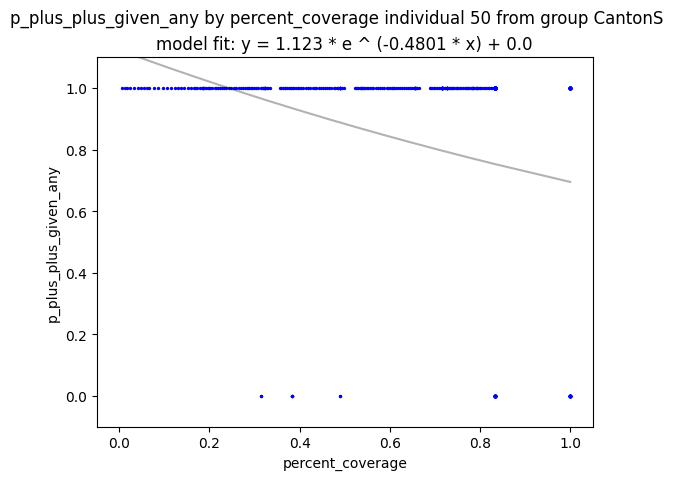 p_plus_plus_given_any by percent_coverage individual 50 from group CantonS
model fit: y = 1.123 * e ^ (-0.4801 * x) + 0.0
1.0
0.8
0.6
0.4
0.2
0.0
p_plus_plus_given_any
0.0 0.2 0.4 0.6 0.8 1.0
percent_coverage